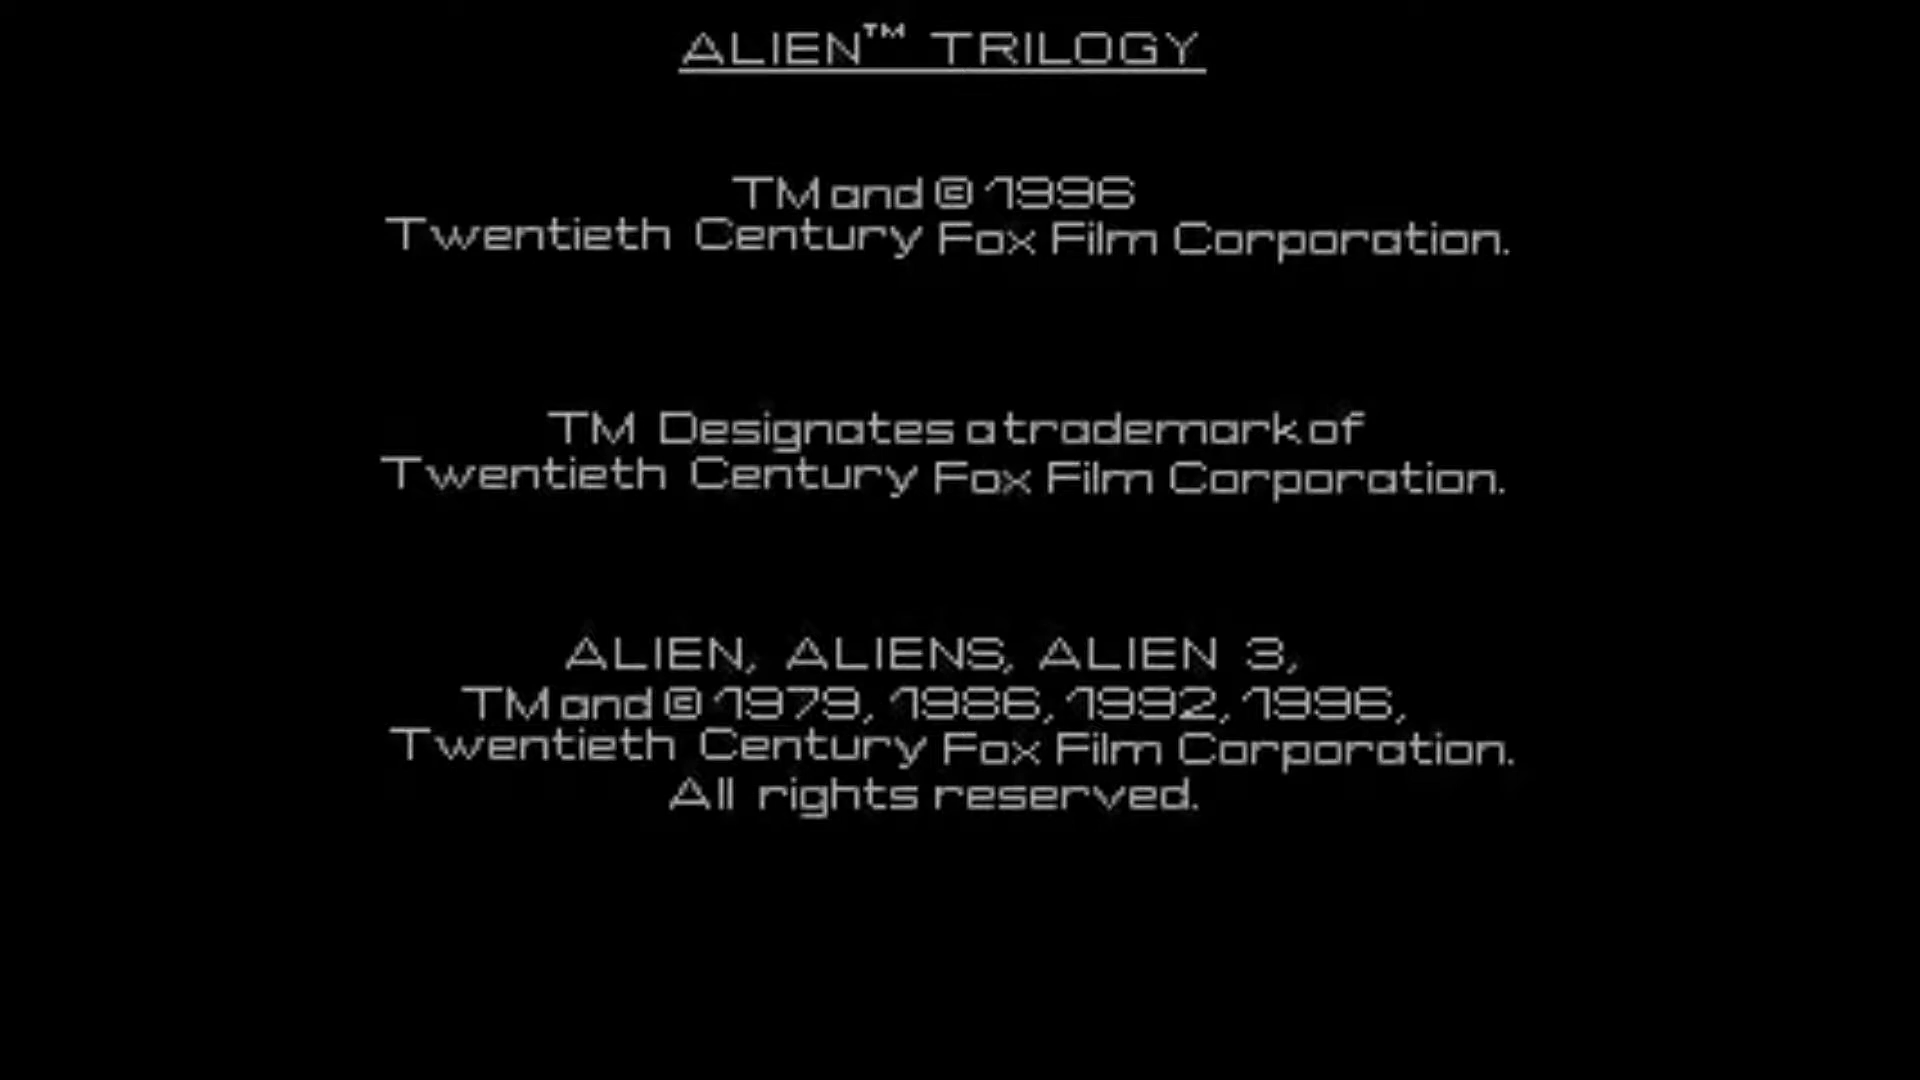 ALIEN™ TRILOGY
TM and © 1996
Twentieth Century Fox Film Corporation.
TM Designates a trademark of
Twentieth Century Fox Film Corporation.
ALIEN, ALIENS, ALIEN 3,
TM and © 1979, 1986, 1992, 1996,
Twentieth Century Fox Film Corporation.
All rights reserved.